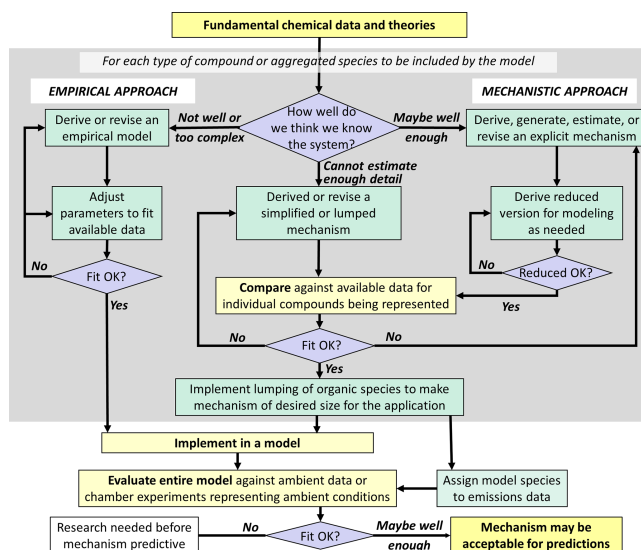 Fundamental chemical data and theories
For each type of compound or aggregated species to be included by the model
EMPIRICAL APPROACH
MECHANISTIC APPROACH
Derive or revise an
empirical model
Not well or
too complex
How well do
we think we know
the system?
Maybe well
enough
Derive, generate, estimate, or
revise an explicit mechanism
Cannot estimate
enough detail
Adjust
parameters to fit
available data
Derived or revise a
simplified or lumped
mechanism
Derive reduced
version for modeling
as needed
No
Fit OK?
Yes
No
Reduced OK?
Yes
Compare against available data for
individual compounds being represented
No
Fit OK?
No
Yes
Implement lumping of organic species to make
mechanism of desired size for the application
Implement in a model
Evaluate entire model against ambient data or
chamber experiments representing ambient conditions
Assign model species
to emissions data
Research needed before
mechanism predictive
No
Fit OK?
Maybe well
enough
Mechanism may be
acceptable for predictions